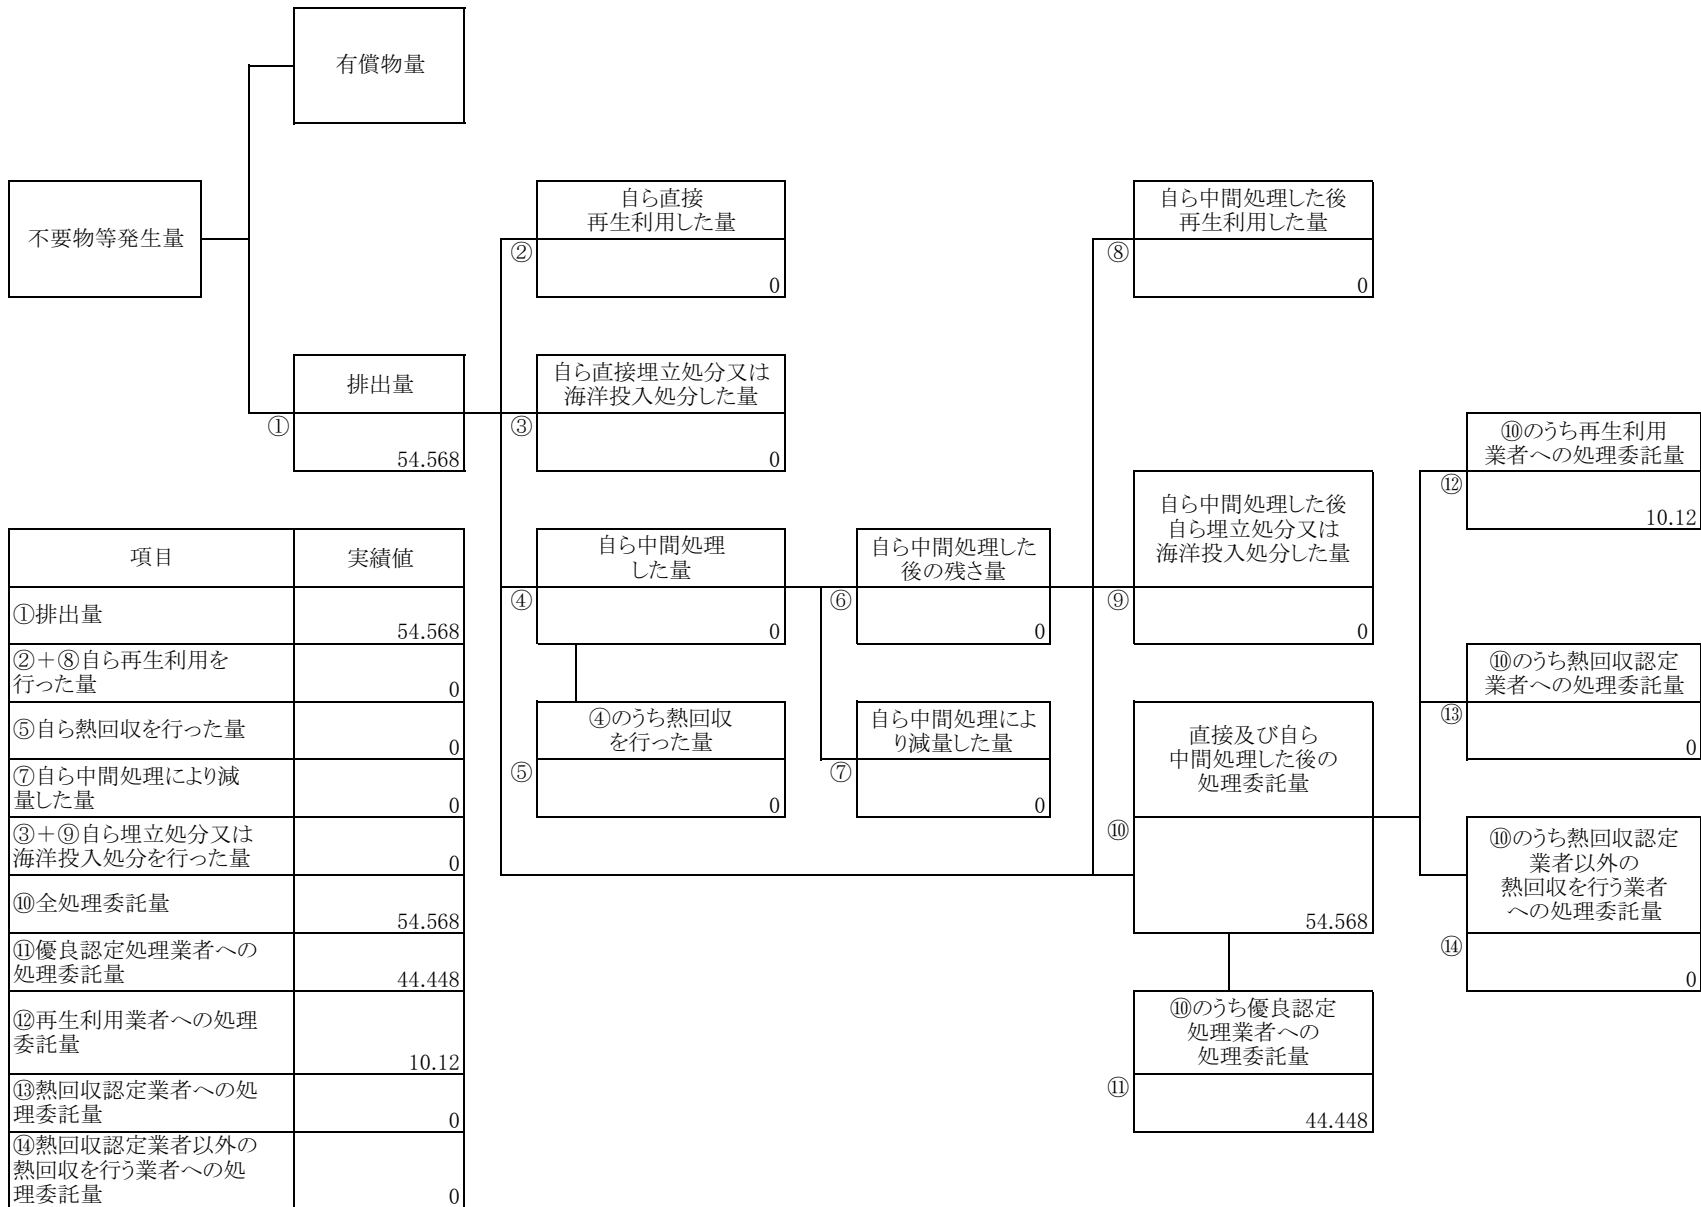 有償物量
不要物等発生量
自ら直接
再生利用した量
②
0
自ら中間処理した後
再生利用した量
⑧
0
排出量
①
54.568
自ら直接埋立処分又は
海洋投入処分した量
③
0
⑩のうち再生利用
業者への処理委託量
⑫
10.12
自ら中間処理
した量
④
0
自ら中間処理した
後の残さ量
⑥
0
自ら中間処理した後
自ら埋立処分又は
海洋投入処分した量
⑨
0
⑩のうち熱回収認定
業者への処理委託量
⑬
0
④のうち熱回収
を行った量
⑤
0
自ら中間処理によ
り減量した量
⑦
0
直接及び自ら
中間処理した後の
処理委託量
⑩
54.568
⑩のうち熱回収認定
業者以外の
熱回収を行う業者
への処理委託量
⑭
0
⑩のうち優良認定
処理業者への
処理委託量
⑪
44.448
項目 実績値
①排出量 54.568
②＋⑧自ら再生利用を
行った量 0
⑤自ら熱回収を行った量 0
⑦自ら中間処理により減
量した量 0
③＋⑨自ら埋立処分又は
海洋投入処分を行った量 0
⑩全処理委託量 54.568
⑪優良認定処理業者への
処理委託量 44.448
⑫再生利用業者への処理
委託量 10.12
⑬熱回収認定業者への処
理委託量 0
⑭熱回収認定業者以外の
熱回収を行う業者への処
理委託量 0